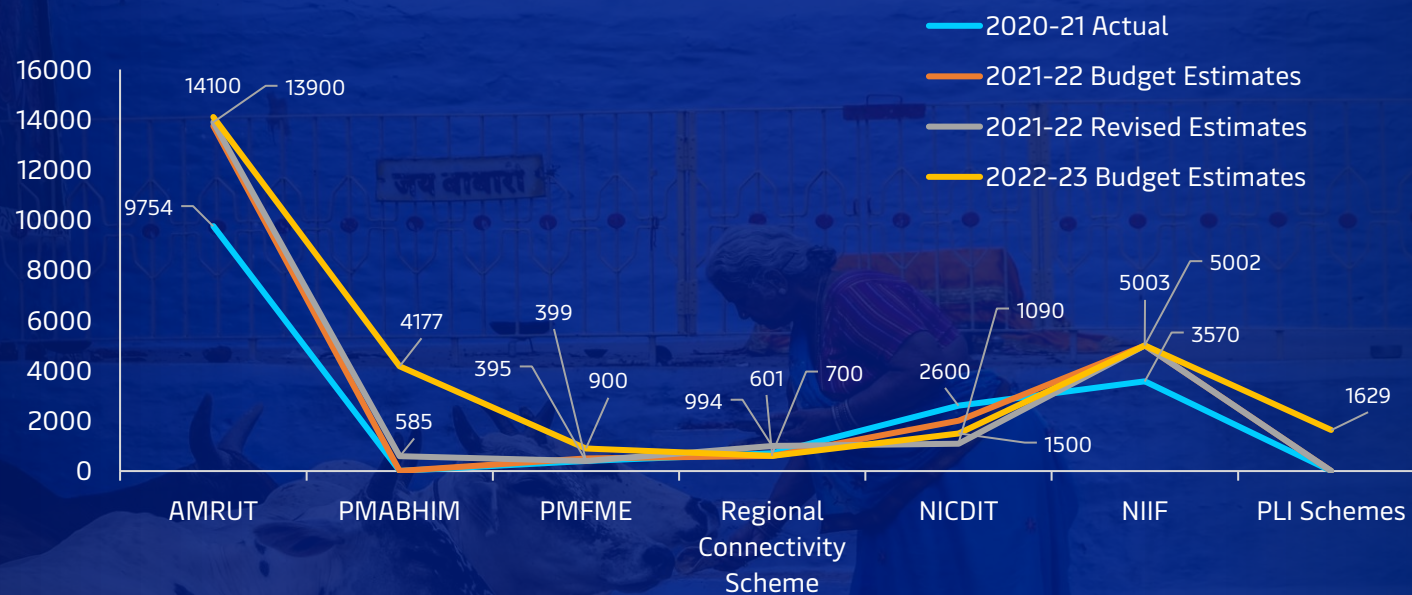 2020-21 Actual
2021-22 Budget Estimates
2021-22 Revised Estimates
2022-23 Budget Estimates
16000
14000
12000
10000
8000
6000
4000
2000
0
14100
13900
9754
4177
585
395
399
900
994
601
700
2600
1090
1500
5003
5002
3570
1629
AMRUT
PMABHIM
PMFME
Regional
Connectivity
Scheme
NICDIT
NIIF
PLI Schemes
जय